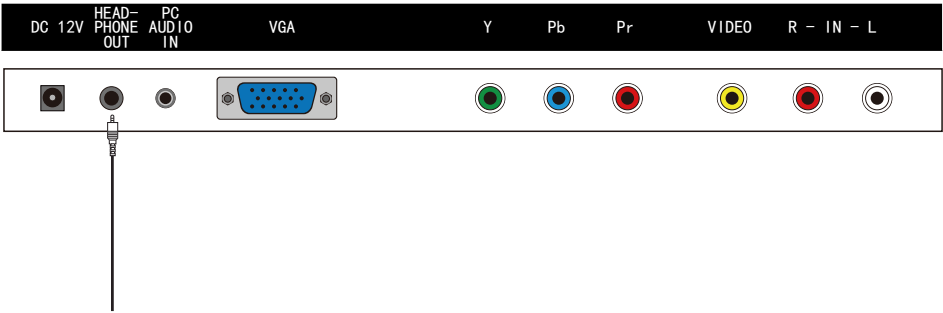 DC 12V
HEAD-
PHONE
OUT
PC
AUDIO
IN
VGA
Y
Pb
Pr
VIDEO
R - IN - L